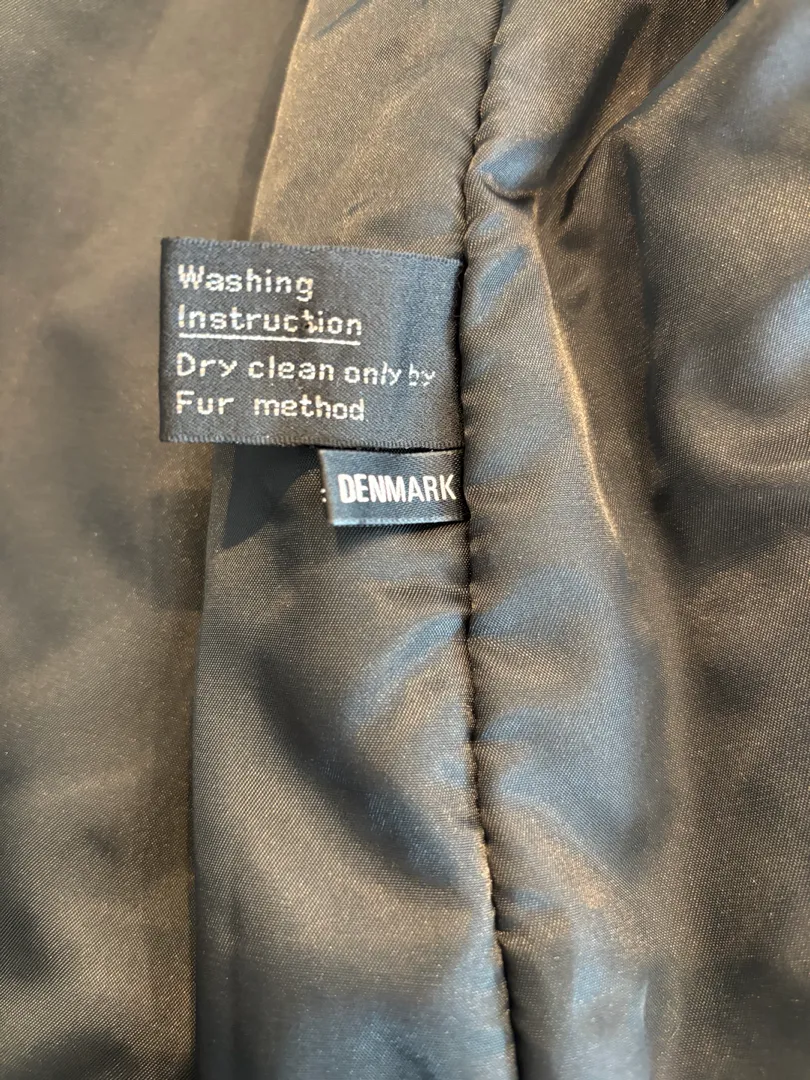 Washing
Instruction
Dry clean only by
Fur method
: DENMARK